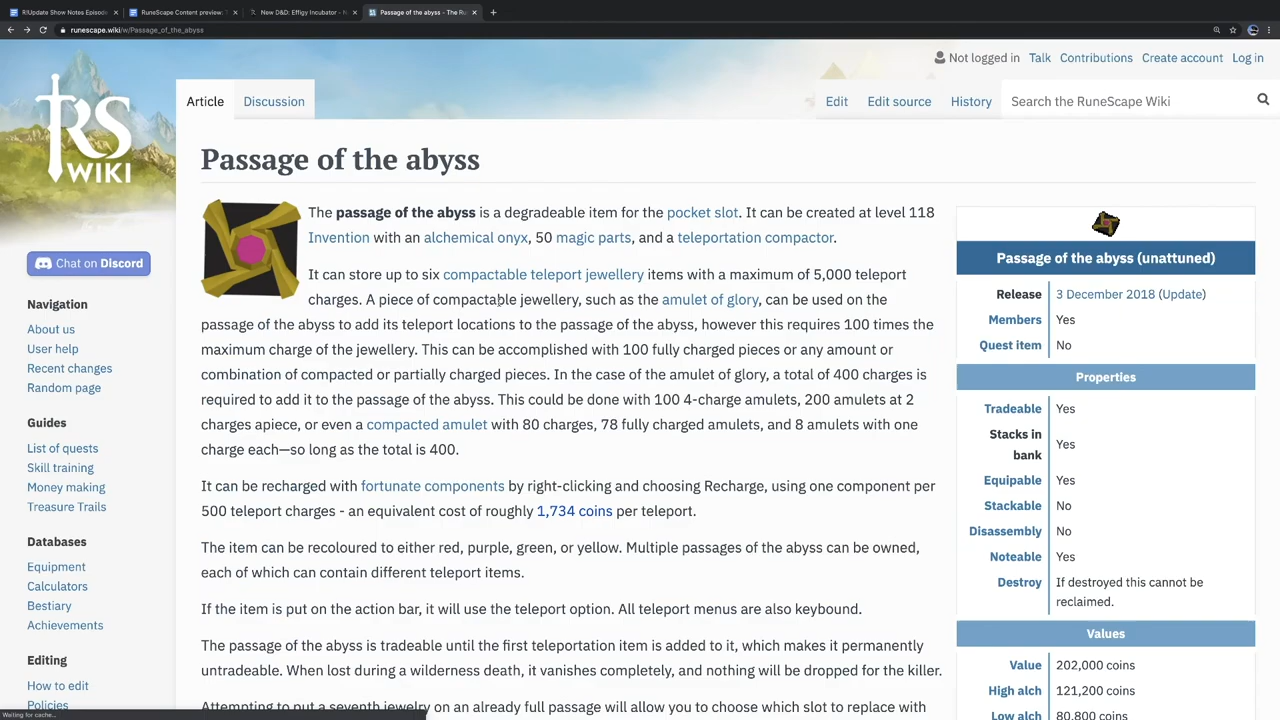 R!Update Show Notes Episode
RuneScape Content preview:
New D&D: Effigy Incubator -
Passage of the abyss - The Ru
runescape.wiki/w/Passage_of_the_abyss
Not logged in Talk Contributions Create account Log in
Article Discussion Edit Edit source History Search the RuneScape Wiki
RS
WIKI
Passage of the abyss
The passage of the abyss is a degradeable item for the pocket slot. It can be created at level 118
Invention with an alchemical onyx, 50 magic parts, and a teleportation compactor.
It can store up to six compactable teleport jewellery items with a maximum of 5,000 teleport
charges. A piece of compactable jewellery, such as the amulet of glory, can be used on the
passage of the abyss to add its teleport locations to the passage of the abyss, however this requires 100 times the
maximum charge of the jewellery. This can be accomplished with 100 fully charged pieces or any amount or
combination of compacted or partially charged pieces. In the case of the amulet of glory, a total of 400 charges is
required to add it to the passage of the abyss. This could be done with 100 4-charge amulets, 200 amulets at 2
charges apiece, or even a compacted amulet with 80 charges, 78 fully charged amulets, and 8 amulets with one
charge each—so long as the total is 400.
It can be recharged with fortunate components by right-clicking and choosing Recharge, using one component per
500 teleport charges - an equivalent cost of roughly 1,734 coins per teleport.
The item can be recoloured to either red, purple, green, or yellow. Multiple passages of the abyss can be owned,
each of which can contain different teleport items.
If the item is put on the action bar, it will use the teleport option. All teleport menus are also keybound.
The passage of the abyss is tradeable until the first teleportation item is added to it, which makes it permanently
untradeable. When lost during a wilderness death, it vanishes completely, and nothing will be dropped for the killer.
Attempting to put a seventh jewelry on an already full passage will allow you to choose which slot to replace with
Chat on Discord
Navigation
About us
User help
Recent changes
Random page
Guides
List of quests
Skill training
Money making
Treasure Trails
Databases
Equipment
Calculators
Bestiary
Achievements
Editing
How to edit
Policies
Passage of the abyss (unattuned)
Release 3 December 2018 (Update)
Members Yes
Quest item No
Properties
Tradeable Yes
Stacks in
bank Yes
Equipable Yes
Stackable No
Disassembly No
Noteable Yes
Destroy If destroyed this cannot be
reclaimed.
Values
Value 202,000 coins
High alch 121,200 coins
Low alch 80,800 coins
Waiting for cache...